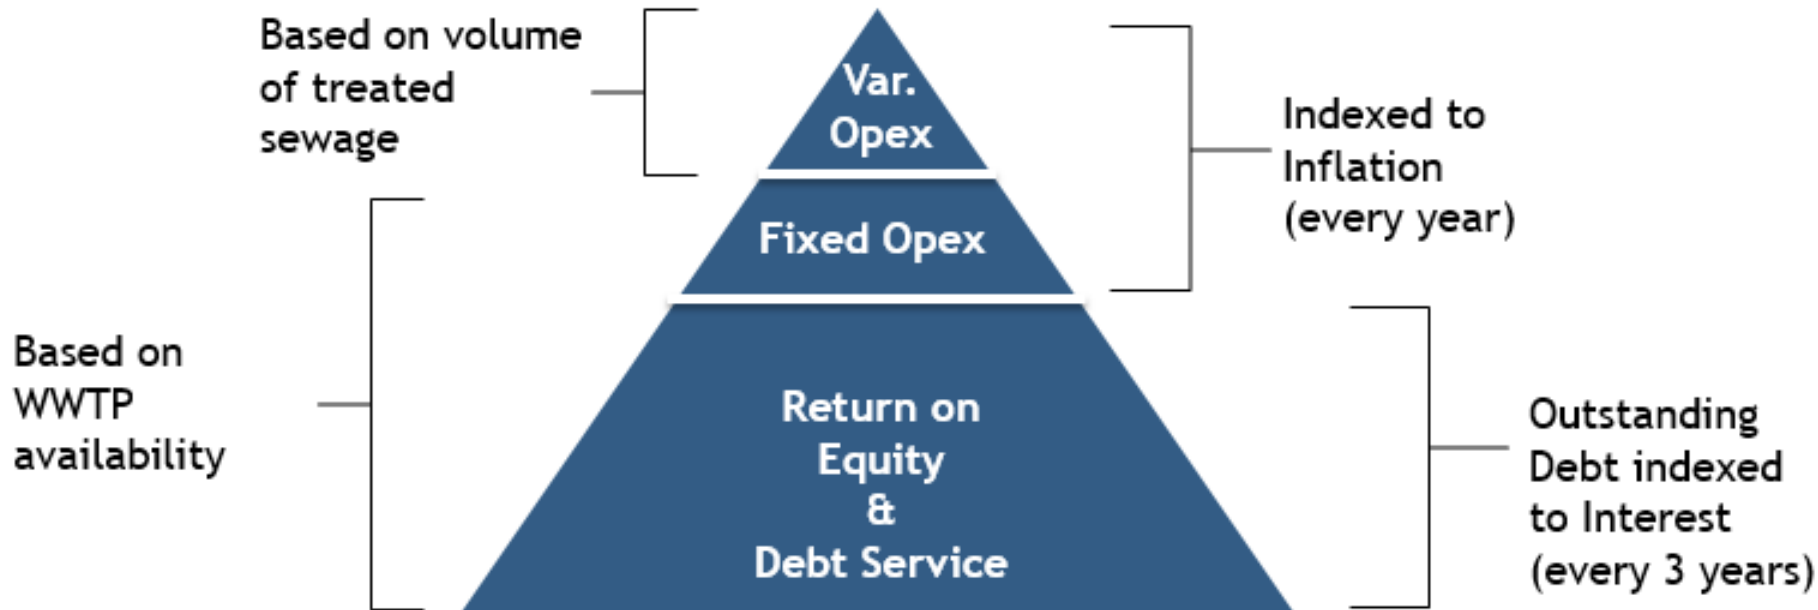 Based on volume
of treated
sewage
Var.
Opex
Indexed to
Inflation
(every year)
Fixed Opex
Based on
WWTP
availability
Return on
Equity
&
Debt Service
Outstanding
Debt indexed
to Interest
(every 3 years)